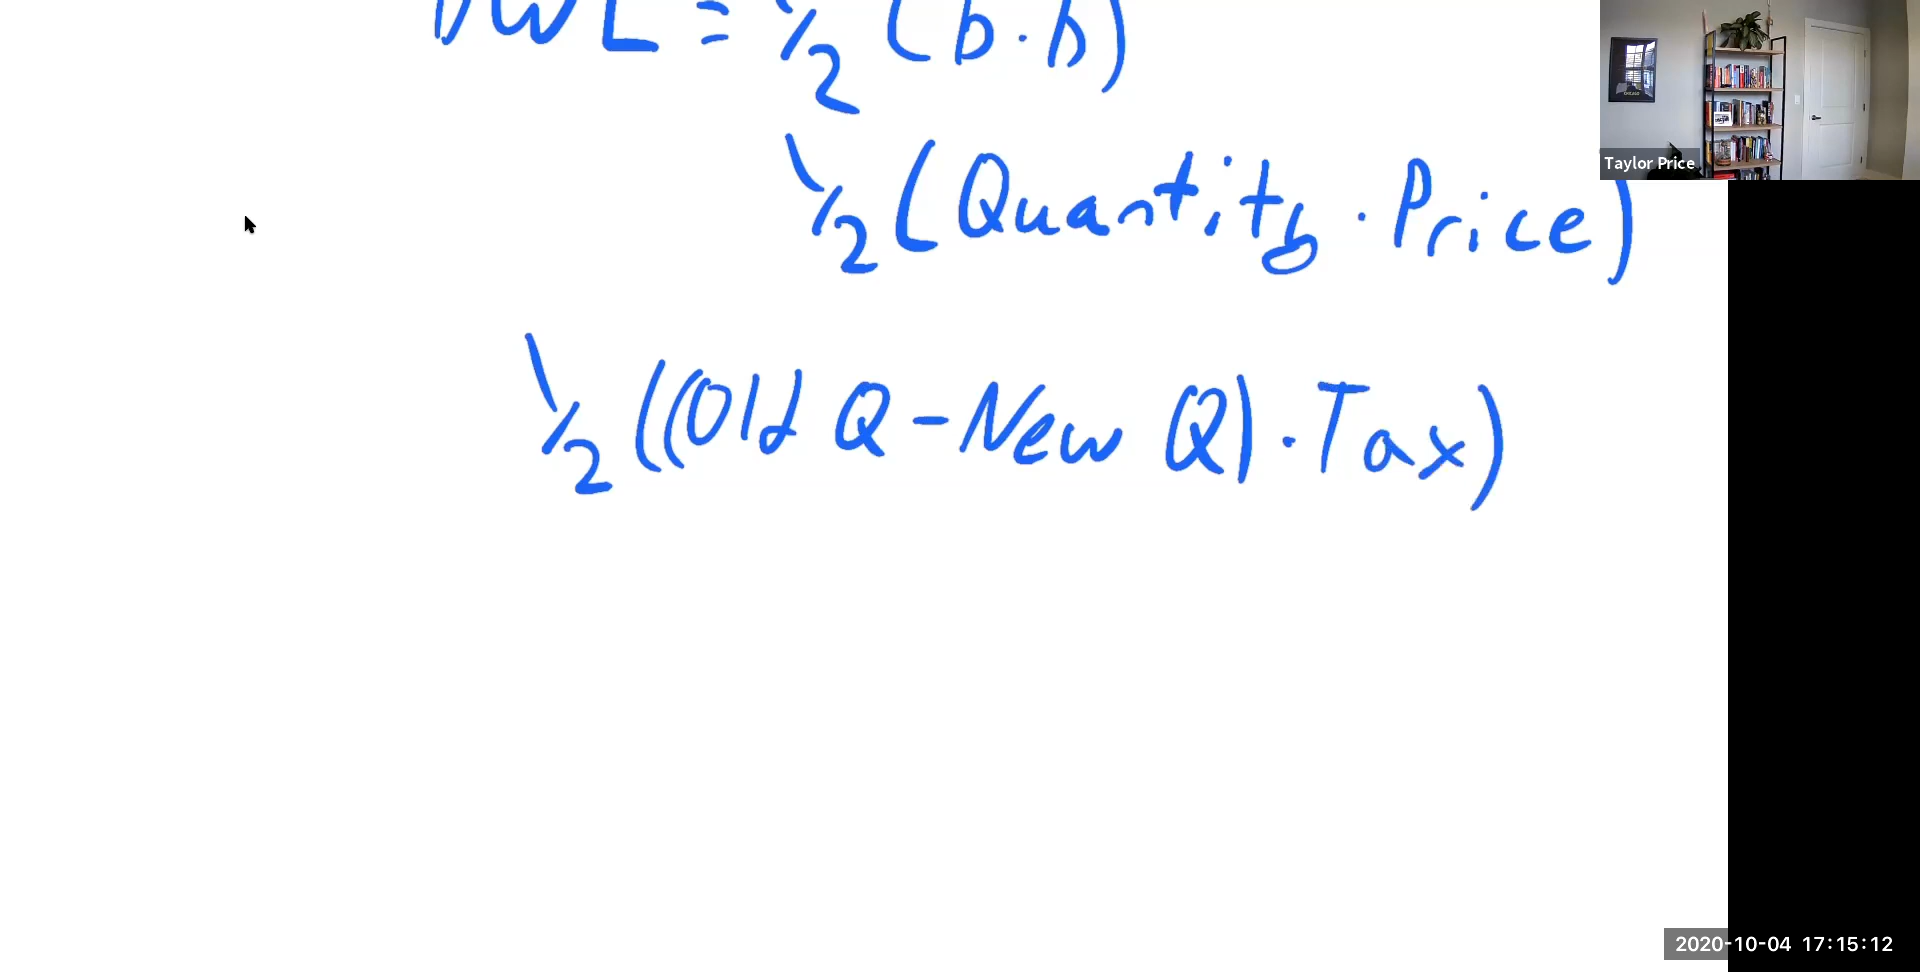 DWL = 1/2 (b·h)
1/2 (Quantity · Price)
Taylor Price
1/2 ((Old Q - New Q) · Tax)
2020-10-04 17:15:12